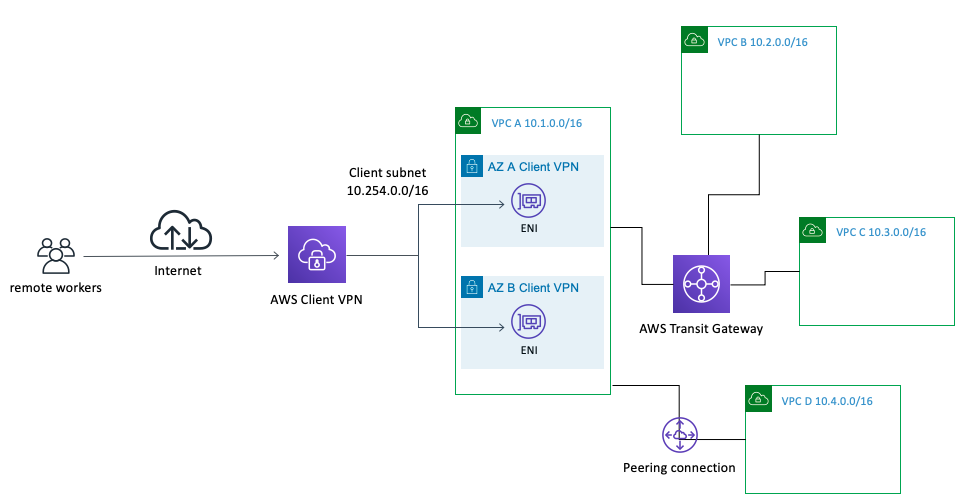 remote workers
Internet
AWS Client VPN
Client subnet
10.254.0.0/16
VPC A 10.1.0.0/16
AZ A Client VPN
ENI
AZ B Client VPN
ENI
VPC B 10.2.0.0/16
AWS Transit Gateway
VPC C 10.3.0.0/16
Peering connection
VPC D 10.4.0.0/16